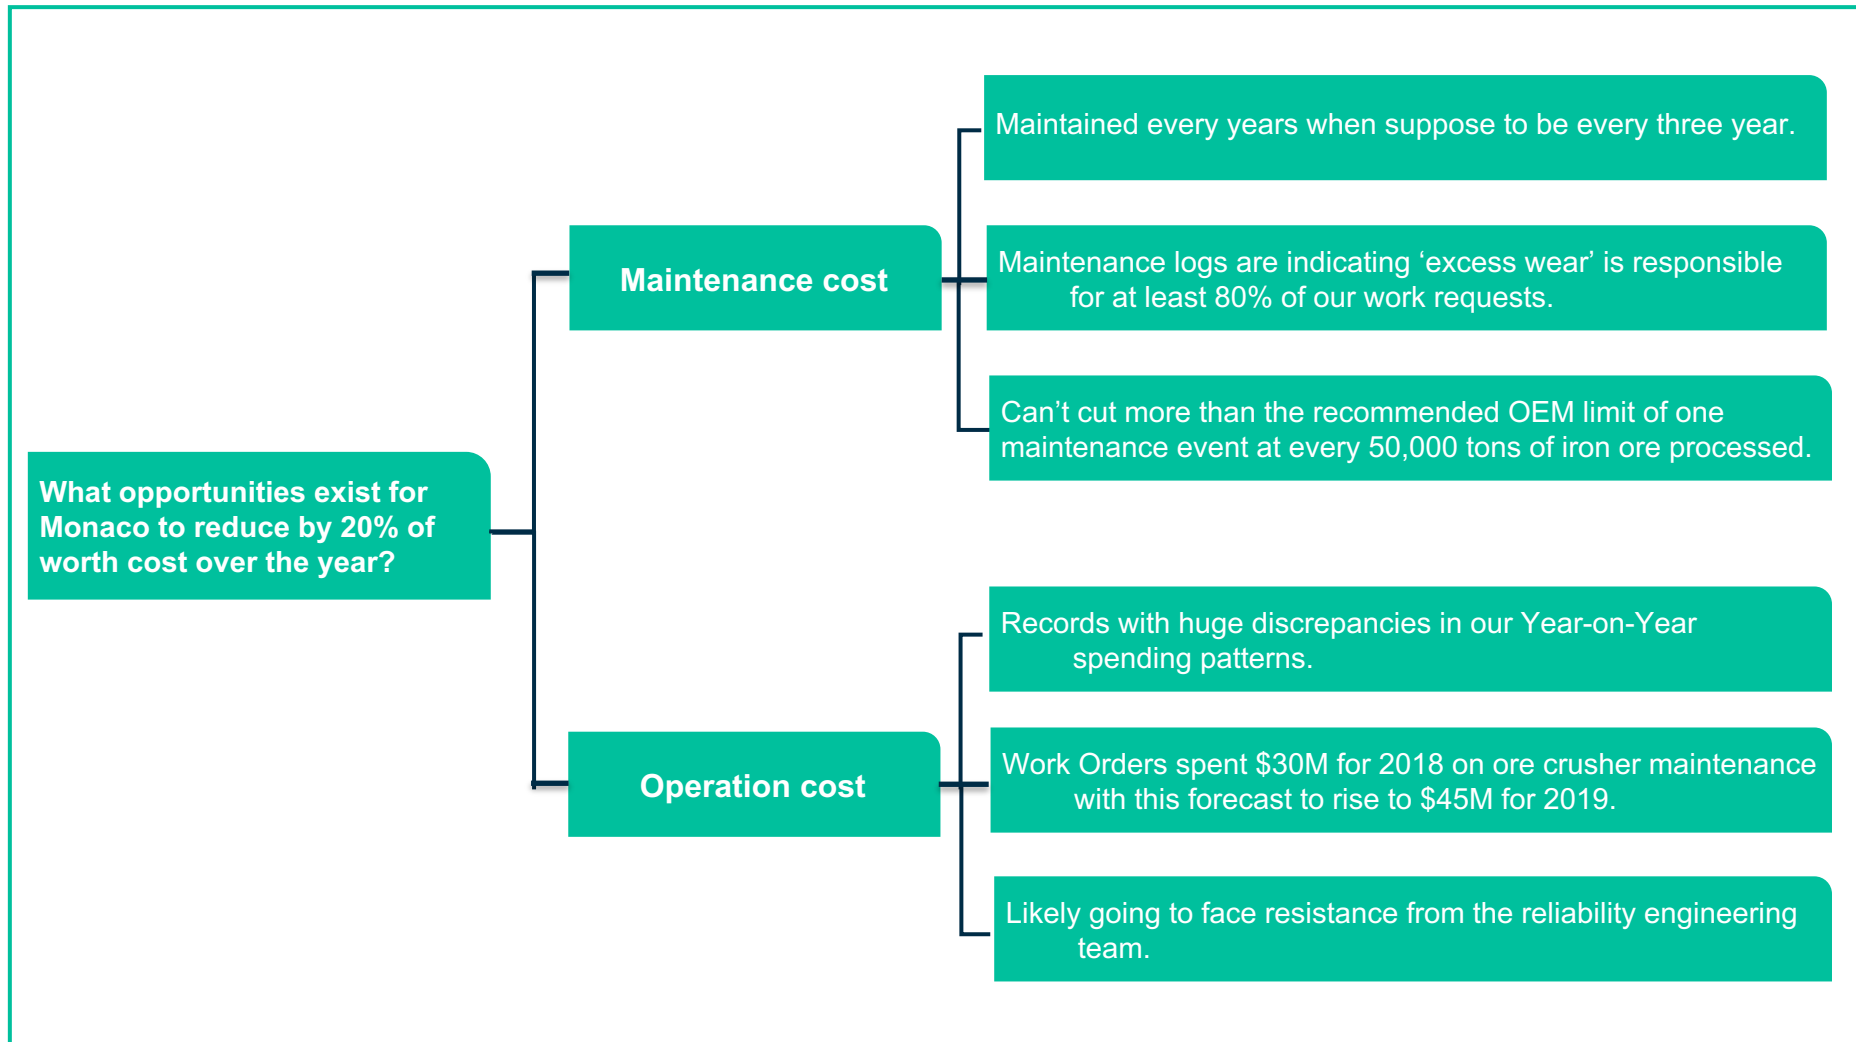 Maintained every years when suppose to be every three year.
Maintenance cost
Maintenance logs are indicating ‘excess wear’ is responsible
for at least 80% of our work requests.
Can’t cut more than the recommended OEM limit of one
maintenance event at every 50,000 tons of iron ore processed.
What opportunities exist for
Monaco to reduce by 20% of
worth cost over the year?
Records with huge discrepancies in our Year-on-Year
spending patterns.
Operation cost
Work Orders spent $30M for 2018 on ore crusher maintenance
with this forecast to rise to $45M for 2019.
Likely going to face resistance from the reliability engineering
team.